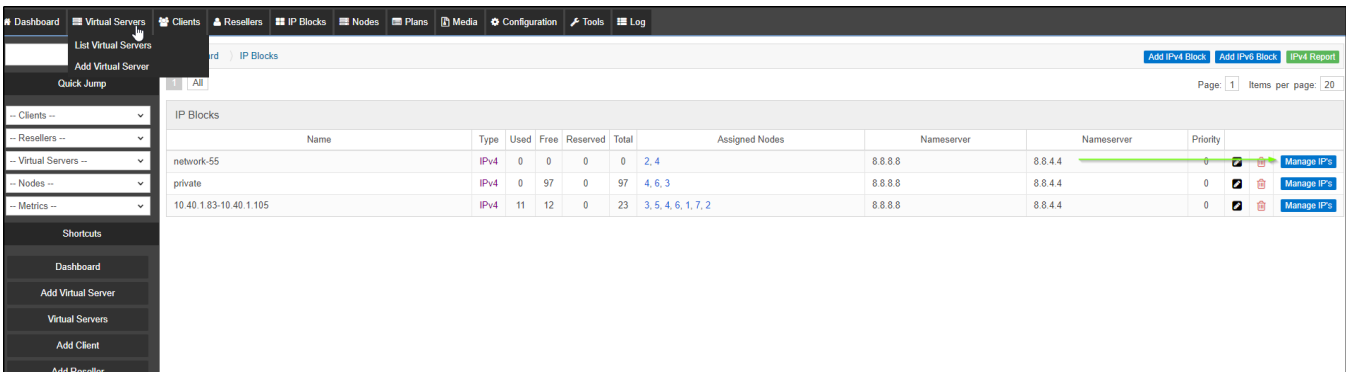 Dashboard Virtual Servers Clients Resellers IP Blocks Nodes Plans Media Configuration Tools Log
List Virtual Servers
Add Virtual Server
rd IP Blocks
Add IPv4 Block Add IPv6 Block IPv4 Report
Quick Jump
1 All
Page: 1 Items per page: 20
-- Clients --
-- Resellers --
-- Virtual Servers --
-- Nodes --
-- Metrics --
IP Blocks
Name Type Used Free Reserved Total Assigned Nodes Nameserver Nameserver Priority
network-55 IPv4 0 0 0 0 2, 4 8.8.8.8 8.8.4.4 0 Manage IP's
private IPv4 0 97 0 97 4, 6, 3 8.8.8.8 8.8.4.4 0 Manage IP's
10.40.1.83-10.40.1.105 IPv4 11 12 0 23 3, 5, 4, 6, 1, 7, 2 8.8.8.8 8.8.4.4 0 Manage IP's
Shortcuts
Dashboard
Add Virtual Server
Virtual Servers
Add Client
Add Reseller